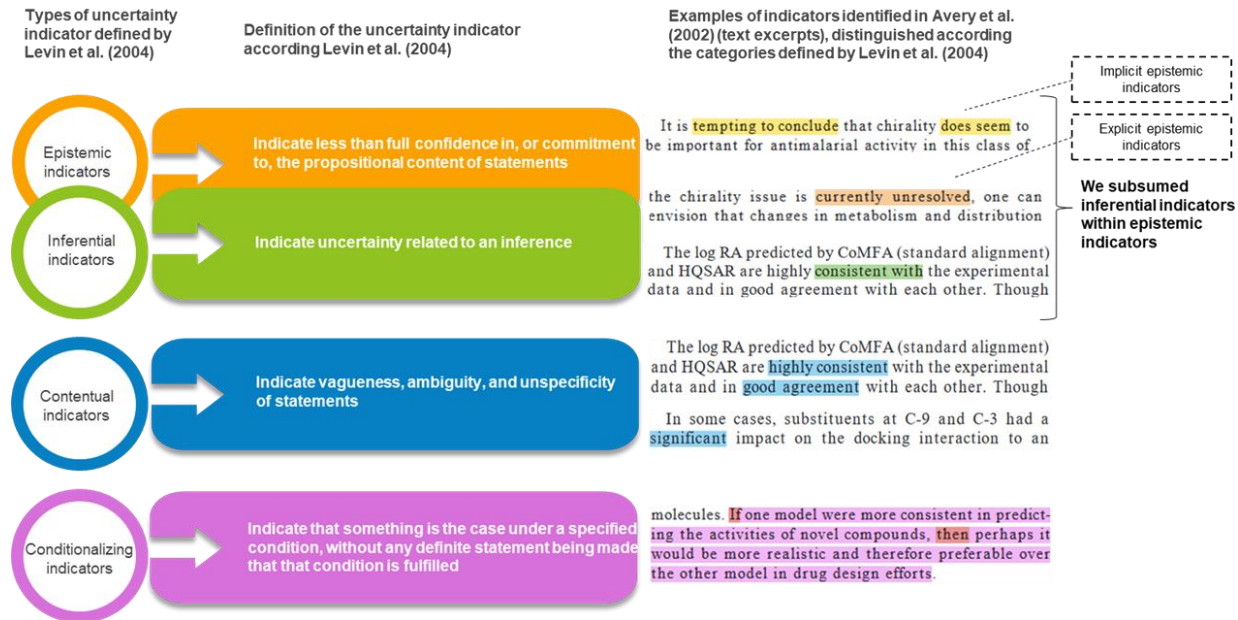 Types of uncertainty
indicator defined by
Levin et al. (2004)
Definition of the uncertainty indicator
according Levin et al. (2004)
Examples of indicators identified in Avery et al.
(2002) (text excerpts), distinguished according
the categories defined by Levin et al. (2004)
Implicit epistemic
indicators
Explicit epistemic
indicators
Epistemic
indicators
Indicate less than full confidence in, or commitment
to, the propositional content of statements
It is tempting to conclude that chirality does seem to
be important for antimalarial activity in this class of
the chirality issue is currently unresolved, one can
envision that changes in metabolism and distribution
We subsumed
inferential indicators
within epistemic
indicators
Inferential
indicators
Indicate uncertainty related to an inference
The log RA predicted by CoMFA (standard alignment)
and HQSAR are highly consistent with the experimental
data and in good agreement with each other. Though
Contentual
indicators
Indicate vagueness, ambiguity, and unspecificity
of statements
The log RA predicted by CoMFA (standard alignment)
and HQSAR are highly consistent with the experimental
data and in good agreement with each other. Though
In some cases, substituents at C-9 and C-3 had a
significant impact on the docking interaction to an
Conditionalizing
indicators
Indicate that something is the case under a specified
condition, without any definite statement being made
that that condition is fulfilled
molecules. If one model were more consistent in predict-
ing the activities of novel compounds, then perhaps it
would be more realistic and therefore preferable over
the other model in drug design efforts.